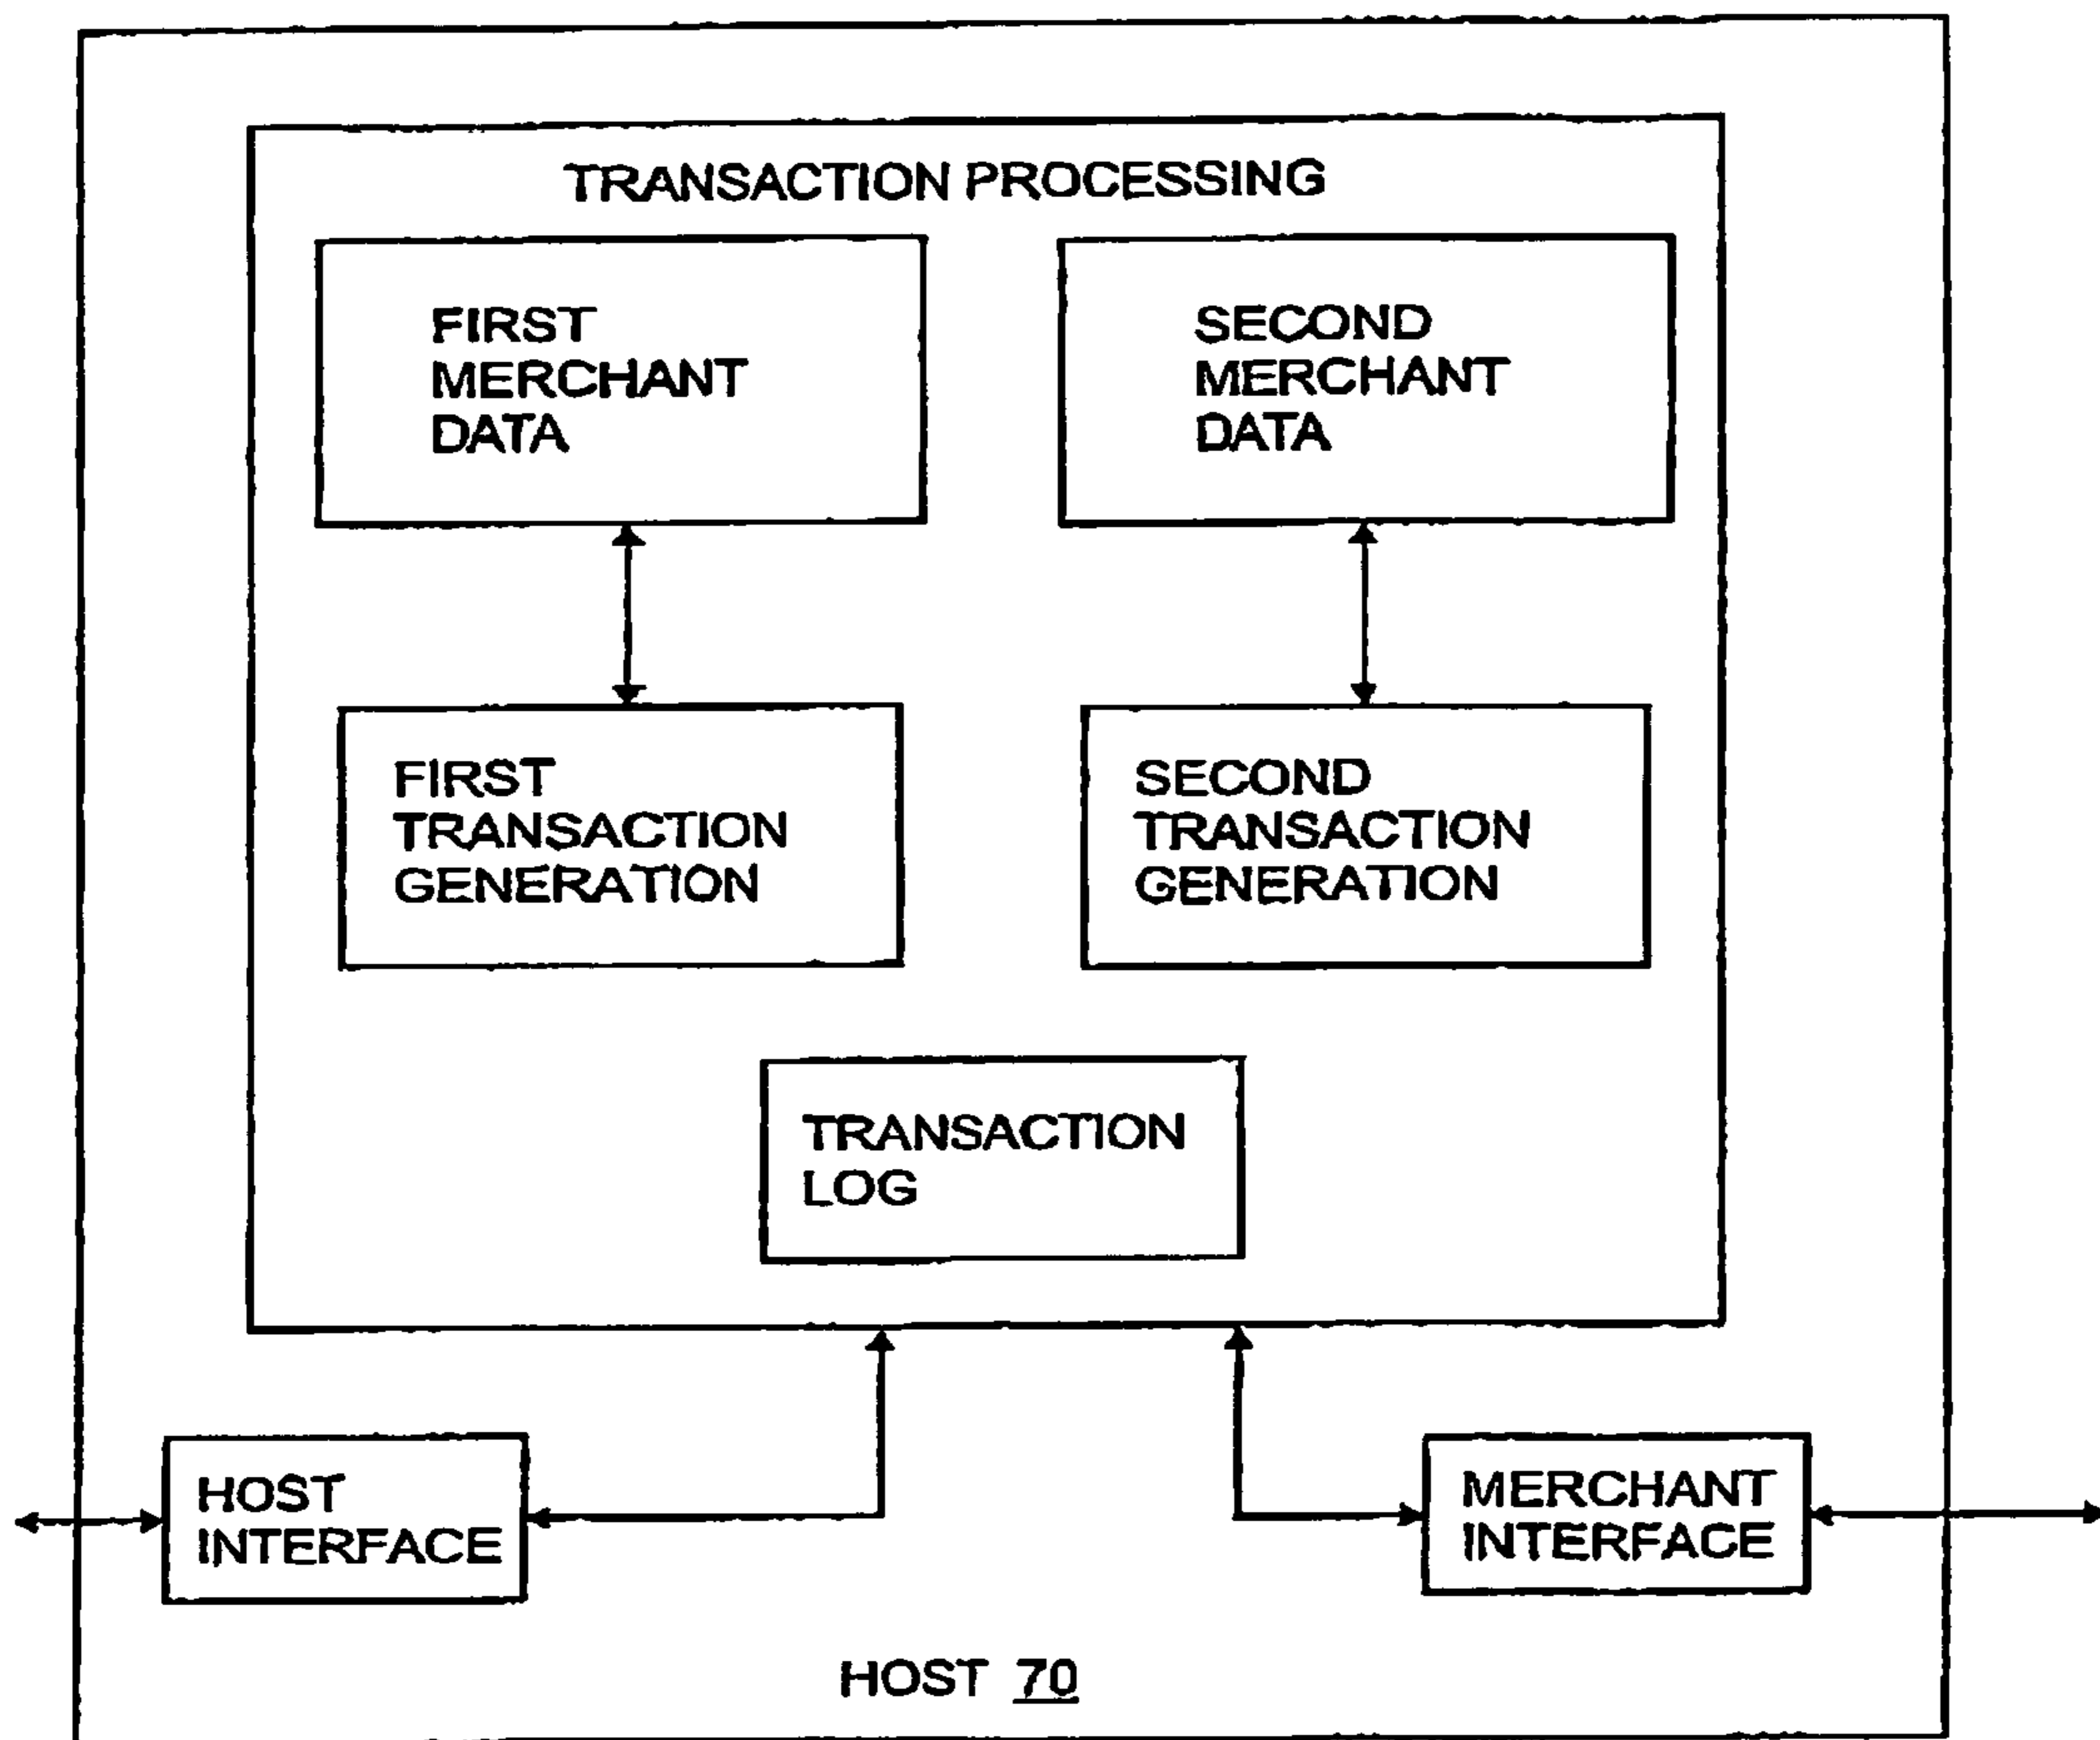 TRANSACTION PROCESSING
FIRST
MERCHANT
DATA
SECOND
MERCHANT
DATA
FIRST
TRANSACTION
GENERATION
SECOND
TRANSACTION
GENERATION
TRANSACTION
LOG
HOST
INTERFACE
MERCHANT
INTERFACE
HOST 70